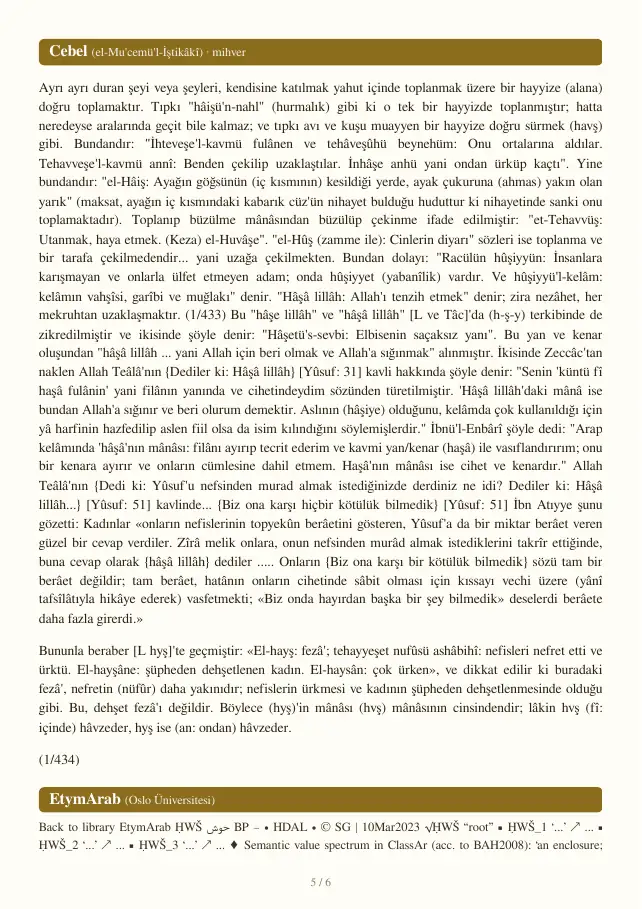 Cebel (el-Mu'cemü'l-İştikâkî) · mihver
Ayrı ayrı duran şeyi veya şeyleri, kendisine katılmak yahut içinde toplanmak üzere bir hayyize (alana)
doğru toplamaktır. Tıpkı "hâişü'n-nahl" (hurmalık) gibi ki o tek bir hayyizde toplanmıştır; hatta
neredeyse aralarında geçit bile kalmaz; ve tıpkı avı ve kuşu muayyen bir hayyize doğru sürmek (havş)
gibi. Bundandır: "İhteveşe'l-kavmü fulânen ve tehâveşûhü beynehüm: Onu ortalarına aldılar.
Tehavveşe'l-kavmü annî: Benden çekilip uzaklaştılar. İnhâşe anhü yani ondan ürküp kaçtı". Yine
bundandır: "el-Hâiş: Ayağın göğsünün (iç kısmının) kesildiği yerde, ayak çukuruna (ahmas) yakın olan
yarık" (maksat, ayağın iç kısmındaki kabarık cüz'ün nihayet bulduğu huduttur ki nihayetinde sanki onu
toplamaktadır). Toplanıp büzülme mânâsından büzülüp çekinme ifade edilmiştir: "et-Tehavvüş:
Utanmak, haya etmek. (Keza) el-Huvâşe". "el-Hûş (zamme ile): Cinlerin diyarı" sözleri ise toplanma ve
bir tarafa çekilmedendir... yani uzağa çekilmekten. Bundan dolayı: "Racülün hûşiyyün: İnsanlara
karışmayan ve onlarla ülfet etmeyen adam; onda hûşiyyet (yabanîlik) vardır. Ve hûşiyyü'l-kelâm:
kelâmın vahşîsi, garîbi ve muğlakı" denir. "Hâşâ lillâh: Allah'ı tenzih etmek" denir; zira nezâhet, her
mekruhtan uzaklaşmaktır. (1/433) Bu "hâşe lillâh" ve "hâşâ lillâh" [L ve Tâc]'da (h-ş-y) terkibinde de
zikredilmiştir ve ikisinde şöyle denir: "Hâşetü's-sevbi: Elbisenin saçaksız yanı". Bu yan ve kenar
oluşundan "hâşâ lillâh ... yani Allah için beri olmak ve Allah'a sığınmak" alınmıştır. İkisinde Zeccâc'tan
naklen Allah Teâlâ'nın {Dediler ki: Hâşâ lillâh} [Yûsuf: 31] kavli hakkında şöyle denir: "Senin 'küntü fî
haşâ fulânin' yani filânın yanında ve cihetindeydim sözünden türetilmiştir. 'Hâşâ lillâh'daki mânâ ise
bundan Allah'a sığınır ve beri olurum demektir. Aslının (hâşiye) olduğunu, kelâmda çok kullanıldığı için
yâ harfinin hazfedilip aslen fiil olsa da isim kılındığını söylemişlerdir." İbnü'l-Enbârî şöyle dedi: "Arap
kelâmında 'hâşâ'nın mânâsı: filânı ayırıp tecrit ederim ve kavmi yan/kenar (haşâ) ile vasıflandırırım; onu
bir kenara ayırır ve onların cümlesine dahil etmem. Haşâ'nın mânâsı ise cihet ve kenardır." Allah
Teâlâ'nın {Dedi ki: Yûsuf'u nefsinden murad almak istediğinizde derdiniz ne idi? Dediler ki: Hâşâ
lillâh...} [Yûsuf: 51] kavlinde... {Biz ona karşı hiçbir kötülük bilmedik} [Yûsuf: 51] İbn Atıyye şunu
gözetti: Kadınlar «onların nefislerinin topyekûn berâetini gösteren, Yûsuf'a da bir miktar berâet veren
güzel bir cevap verdiler. Zîrâ melik onlara, onun nefsinden murâd almak istediklerini takrîr ettiğinde,
buna cevap olarak {hâşâ lillâh} dediler ..... Onların {Biz ona karşı bir kötülük bilmedik} sözü tam bir
berâet değildir; tam berâet, hatânın onların cihetinde sâbit olması için kıssayı vechi üzere (yânî
tafsîlâtıyla hikâye ederek) vasfetmekti; «Biz onda hayırdan başka bir şey bilmedik» deselerdi berâete
daha fazla girerdi.»
Bununla beraber [L hyş]'te geçmiştir: «El-hayş: fezâ'; tehayyeşet nufûsü ashâbihî: nefisleri nefret etti ve
ürktü. El-hayşâne: şüpheden dehşetlenen kadın. El-haysân: çok ürken», ve dikkat edilir ki buradaki
fezâ', nefretin (nüfûr) daha yakınıdır; nefislerin ürkmesi ve kadının şüpheden dehşetlenmesinde olduğu
gibi. Bu, dehşet fezâ'ı değildir. Böylece (hyş)'in mânâsı (hvş) mânâsının cinsindendir; lâkin hvş (fî:
içinde) hâvzeder, hyş ise (an: ondan) hâvzeder.
(1/434)
EtymArab (Oslo Üniversitesi)
Back to library EtymArab ḤWŠ حوش BP – • HDAL • © SG | 10Mar2023 √ḤWŠ “root” ▪ ḤWŠ_1 ‘...’ ↗ ... ▪
ḤWŠ_2 ‘...’ ↗ ... ▪ ḤWŠ_3 ‘...’ ↗ ... ♦ Semantic value spectrum in ClassAr (acc. to BAH2008): ‘an enclosure;
5 / 6